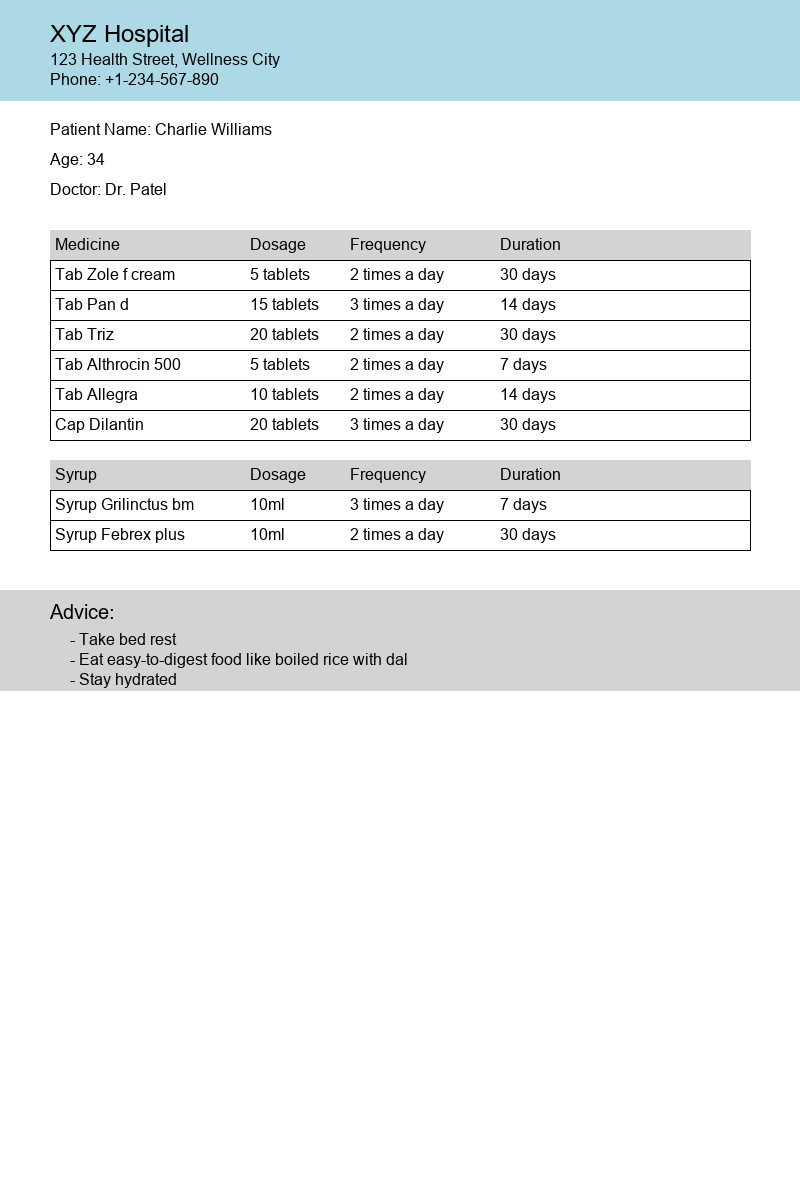 XYZ Hospital
123 Health Street, Wellness City
Phone: +1-234-567-890
Patient Name: Charlie Williams
Age: 34
Doctor: Dr. Patel
Medicine Dosage Frequency Duration
Tab Zole f cream 5 tablets 2 times a day 30 days
Tab Pan d 15 tablets 3 times a day 14 days
Tab Triz 20 tablets 2 times a day 30 days
Tab Althrocin 500 5 tablets 2 times a day 7 days
Tab Allegra 10 tablets 2 times a day 14 days
Cap Dilantin 20 tablets 3 times a day 30 days
Syrup Dosage Frequency Duration
Syrup Grilinctus bm 10ml 3 times a day 7 days
Syrup Febrex plus 10ml 2 times a day 30 days
Advice:
- Take bed rest
- Eat easy-to-digest food like boiled rice with dal
- Stay hydrated